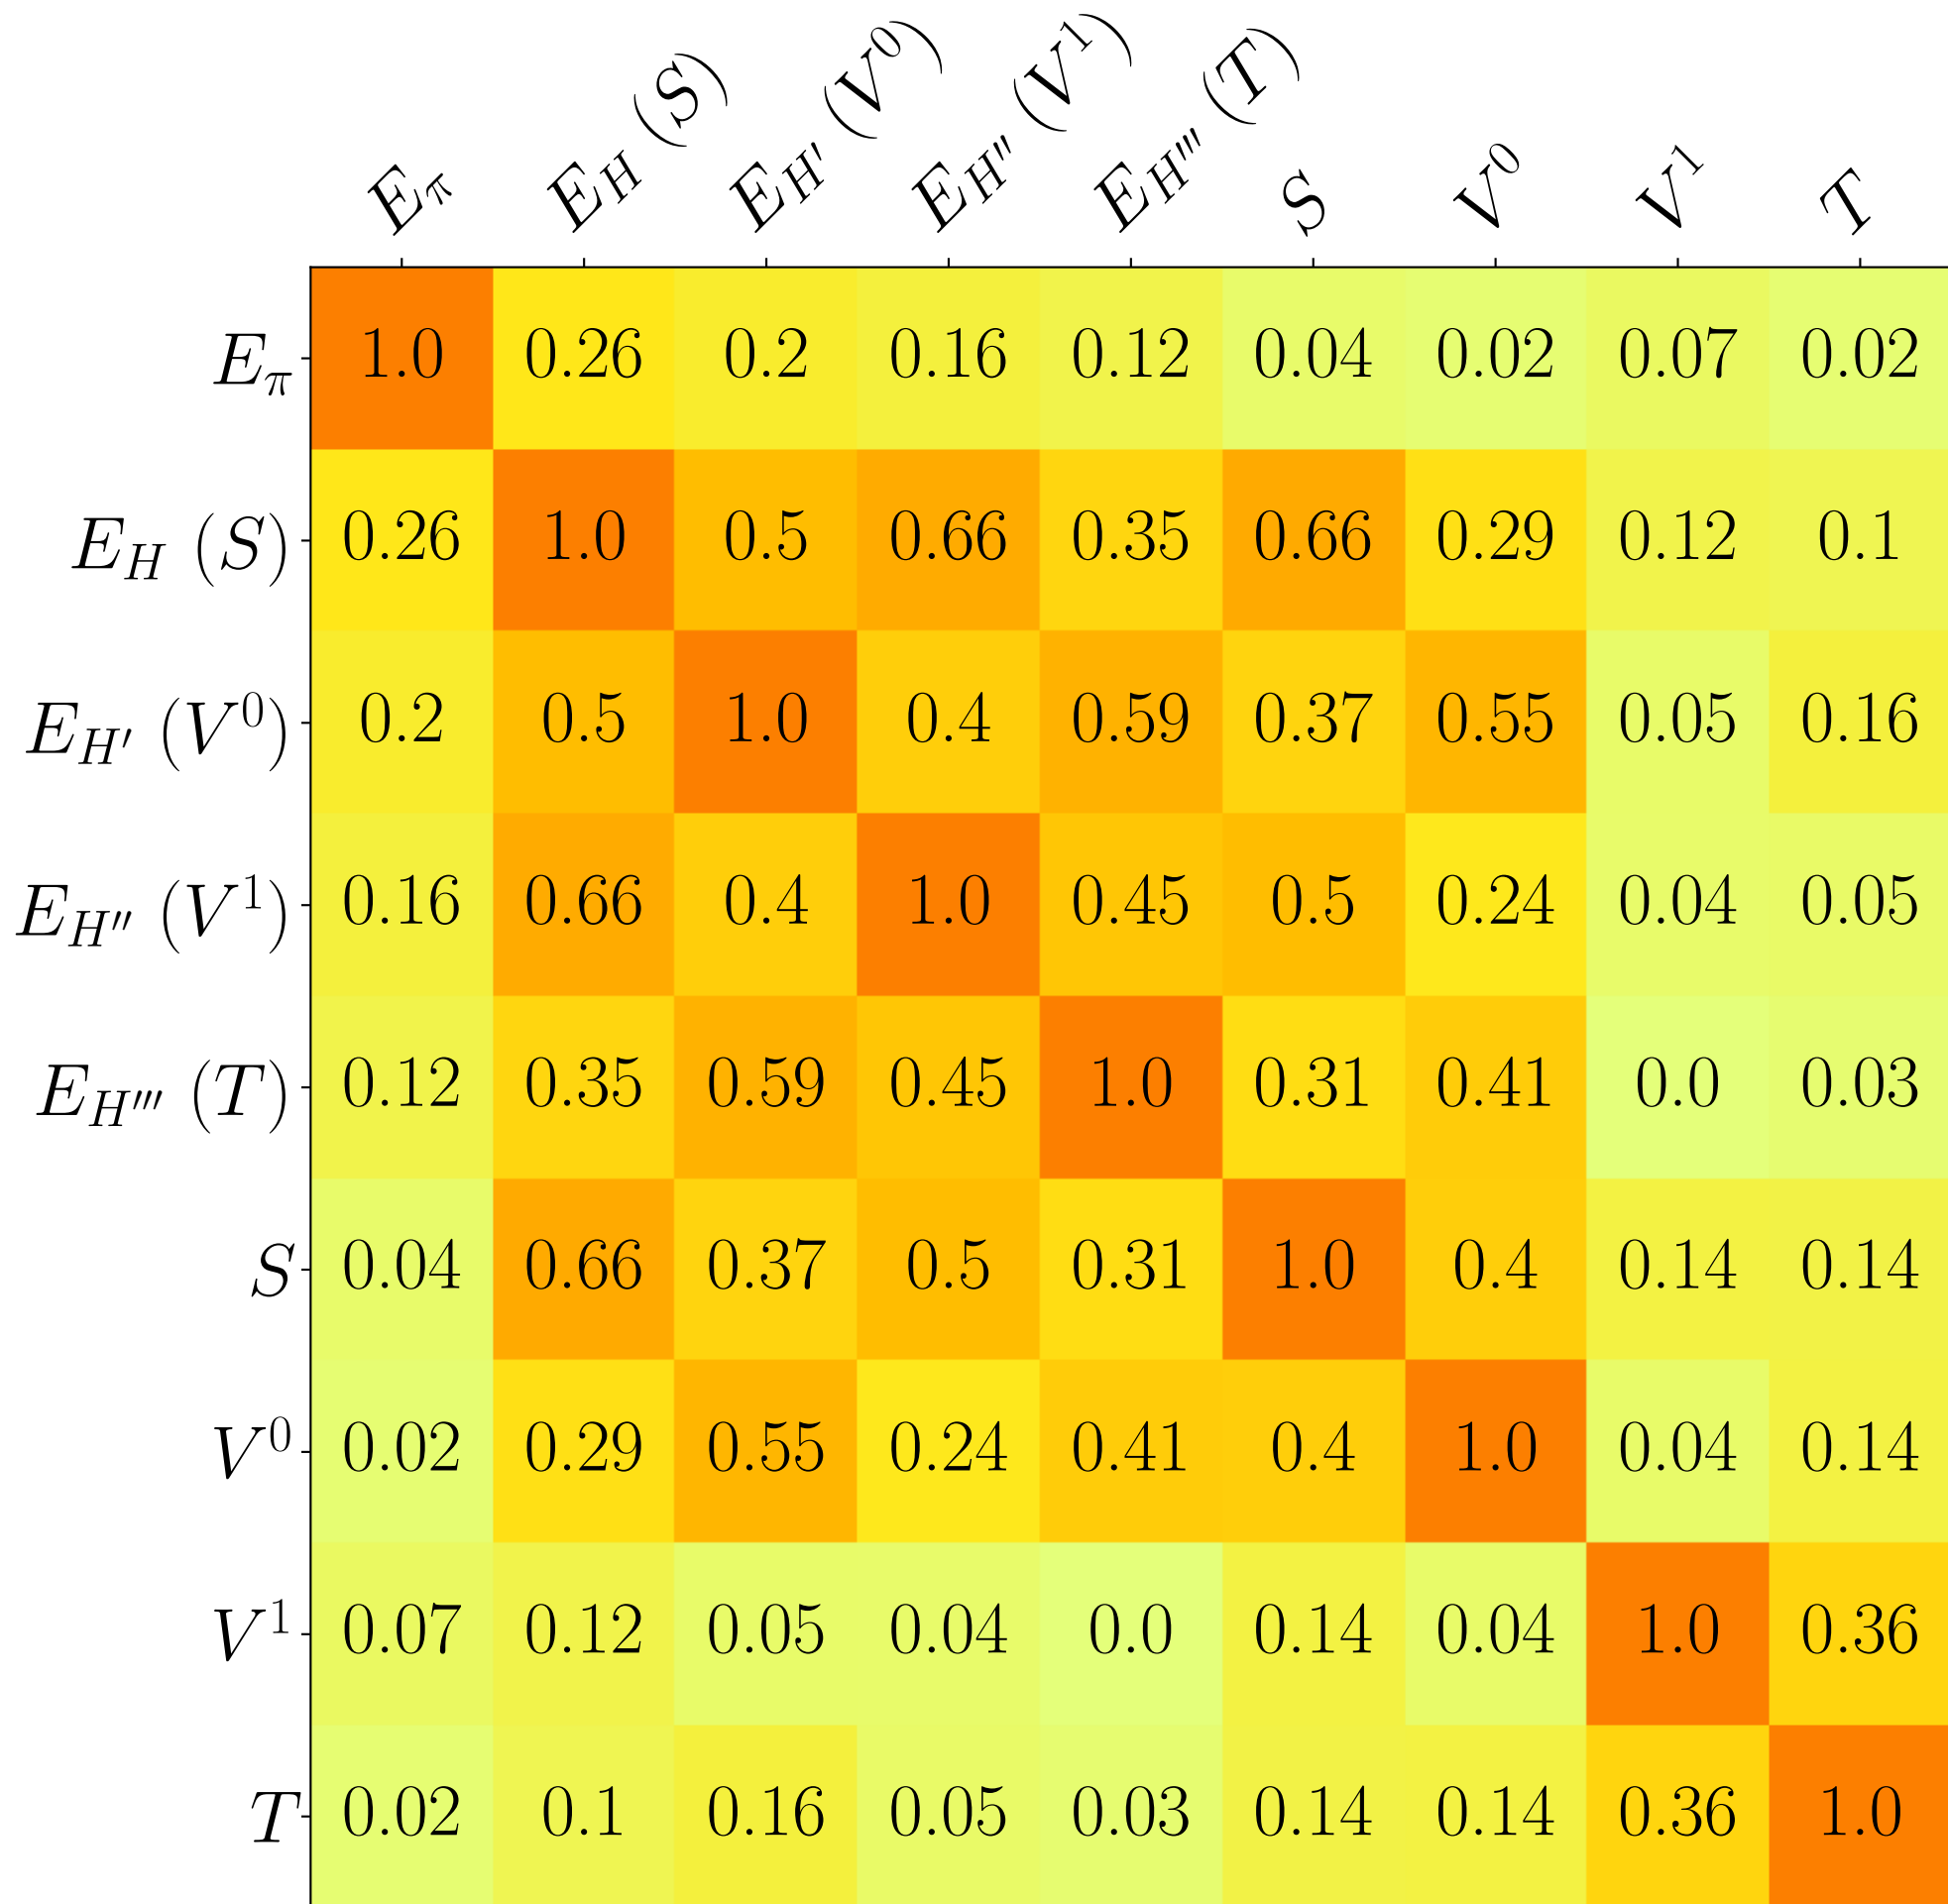 E_π E_H (S) E_{H'} (V^0) E_{H''} (V^1) E_{H'''} (T) S V^0 V^1 T
E_π 1.0 0.26 0.2 0.16 0.12 0.04 0.02 0.07 0.02
E_H (S) 0.26 1.0 0.5 0.66 0.35 0.66 0.29 0.12 0.1
E_{H'} (V^0) 0.2 0.5 1.0 0.4 0.59 0.37 0.55 0.05 0.16
E_{H''} (V^1) 0.16 0.66 0.4 1.0 0.45 0.5 0.24 0.04 0.05
E_{H'''} (T) 0.12 0.35 0.59 0.45 1.0 0.31 0.41 0.0 0.03
S 0.04 0.66 0.37 0.5 0.31 1.0 0.4 0.14 0.14
V^0 0.02 0.29 0.55 0.24 0.41 0.4 1.0 0.04 0.14
V^1 0.07 0.12 0.05 0.04 0.0 0.14 0.04 1.0 0.36
T 0.02 0.1 0.16 0.05 0.03 0.14 0.14 0.36 1.0